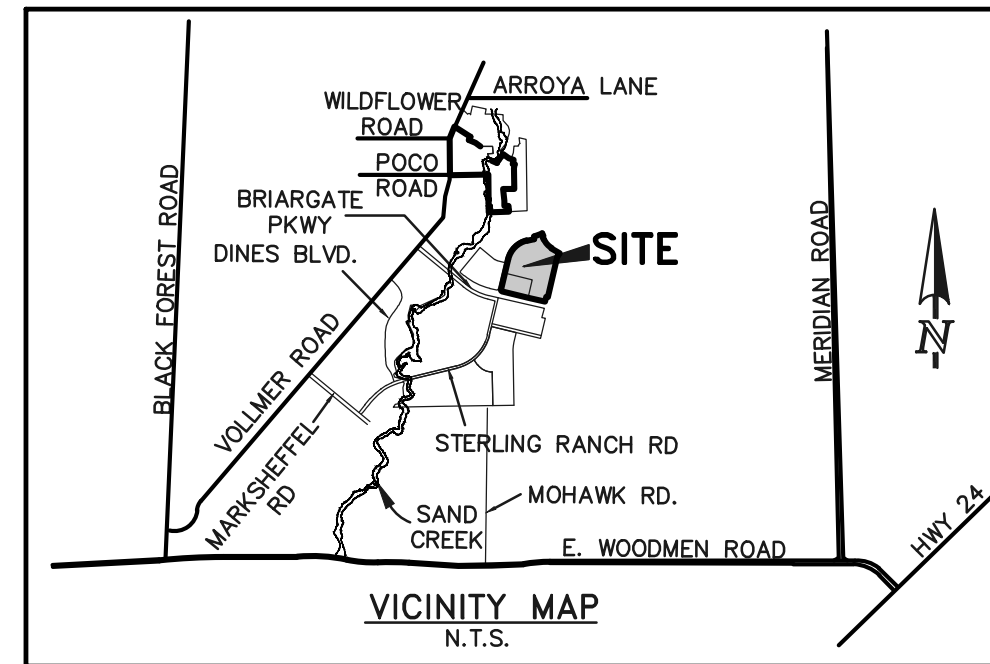 ARROYA LANE
WILDFLOWER
ROAD
POCO
ROAD
BRIARGATE
PKWY
DINES BLVD.
SITE
BLACK FOREST ROAD
MERIDIAN ROAD
N
VOLLMER ROAD
MARKSHEFFEL
RD
STERLING RANCH RD
MOHAWK RD.
SAND
CREEK
E. WOODMEN ROAD
HWY 24
VICINITY MAP
N.T.S.